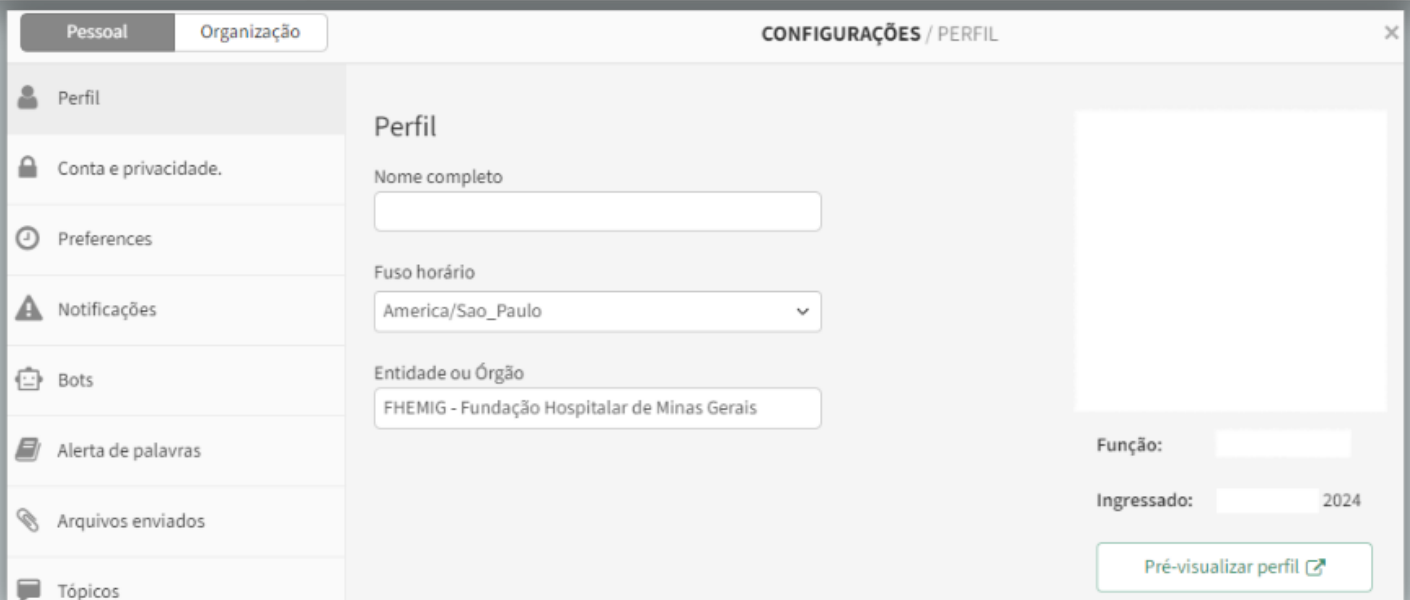 Pessoal Organização
CONFIGURAÇÕES / PERFIL
Perfil
Conta e privacidade.
Preferences
Notificações
Bots
Alerta de palavras
Arquivos enviados
Tópicos
Perfil
Nome completo
Fuso horário
America/Sao_Paulo
Entidade ou Órgão
FHEMIG - Fundação Hospitalar de Minas Gerais
Função:
Ingressado: 2024
Pré-visualizar perfil